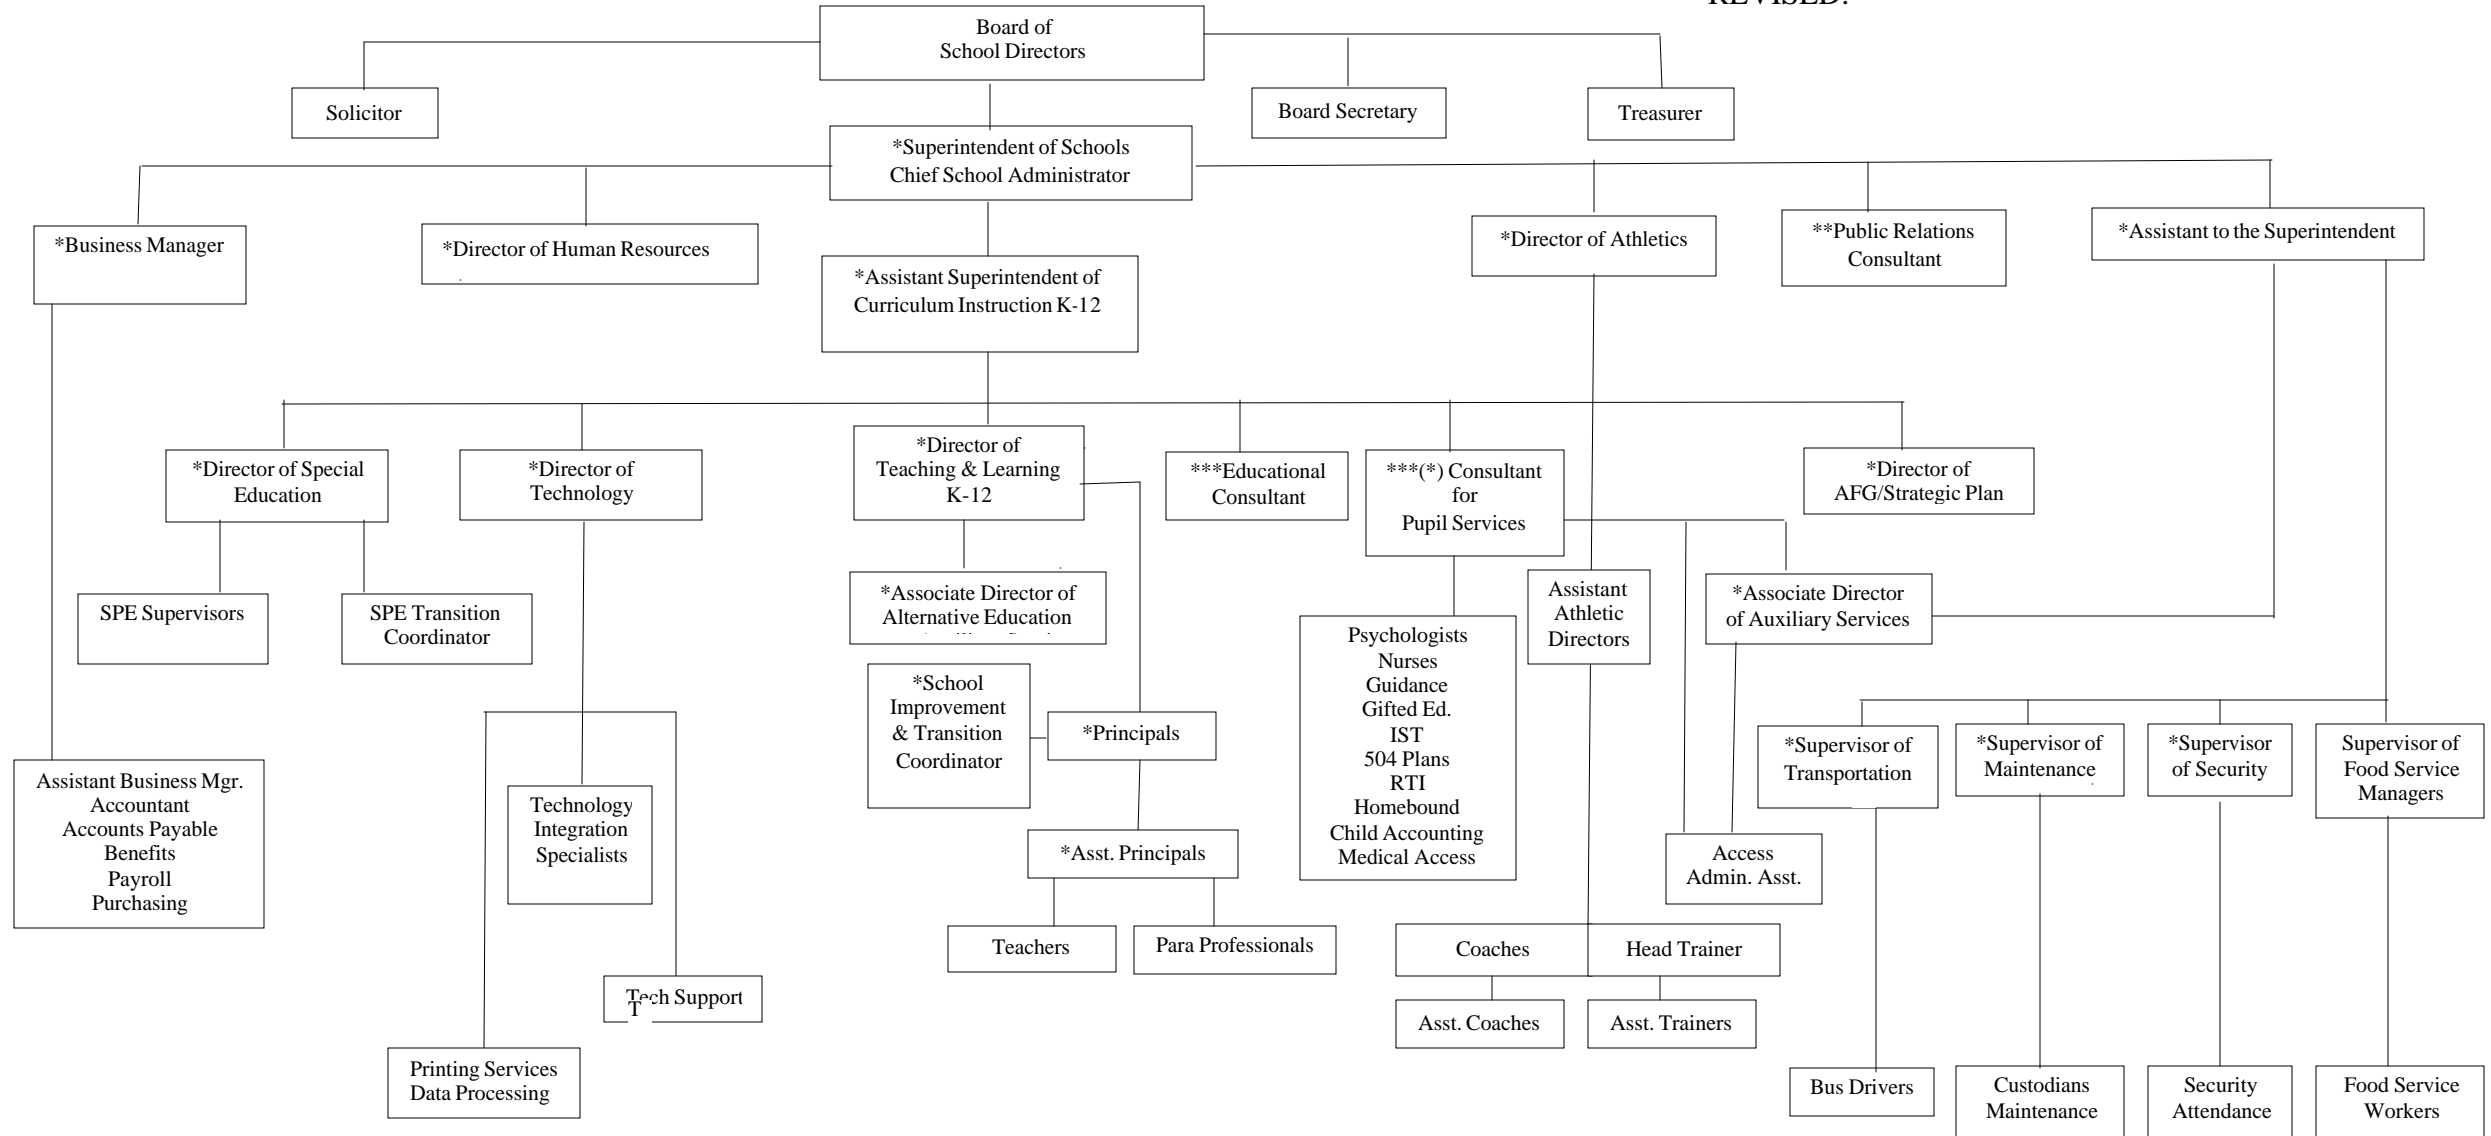 REVISED:
Board of
School Directors
Solicitor
Board Secretary
Treasurer
*Superintendent of Schools
Chief School Administrator
*Business Manager
*Director of Human Resources
*Director of Athletics
**Public Relations
Consultant
*Assistant to the Superintendent
*Assistant Superintendent of
Curriculum Instruction K-12
*Director of Special
Education
*Director of
Technology
*Director of
Teaching & Learning
K-12
***Educational
Consultant
***(*) Consultant
for
Pupil Services
*Director of
AFG/Strategic Plan
SPE Supervisors
SPE Transition
Coordinator
*Associate Director of
Alternative Education
Assistant
Athletic
Directors
*Associate Director
of Auxiliary Services
Psychologists
Nurses
Guidance
Gifted Ed.
IST
504 Plans
RTI
Homebound
Child Accounting
Medical Access
*School
Improvement
& Transition
Coordinator
*Principals
*Supervisor of
Transportation
*Supervisor of
Maintenance
*Supervisor
of Security
Supervisor of
Food Service
Managers
Assistant Business Mgr.
Accountant
Accounts Payable
Benefits
Payroll
Purchasing
Technology
Integration
Specialists
*Asst. Principals
Access
Admin. Asst.
Teachers
Para Professionals
Coaches
Head Trainer
Tech Support
T
Asst. Coaches
Asst. Trainers
Printing Services
Data Processing
Bus Drivers
Custodians
Maintenance
Security
Attendance
Food Service
Workers